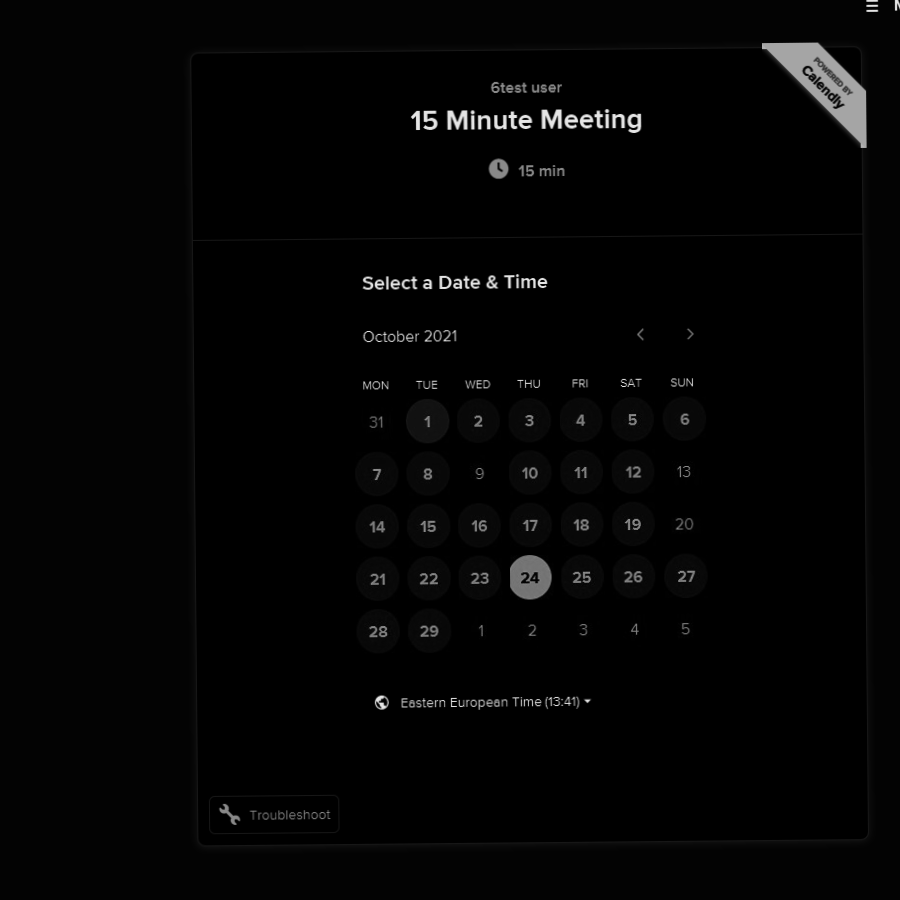 ☰
POWERED BY
Calendly
6test user
15 Minute Meeting
15 min
Select a Date & Time
October 2021
MON TUE WED THU FRI SAT SUN
31 1 2 3 4 5 6
7 8 9 10 11 12 13
14 15 16 17 18 19 20
21 22 23 24 25 26 27
28 29 1 2 3 4 5
Eastern European Time (13:41)
Troubleshoot